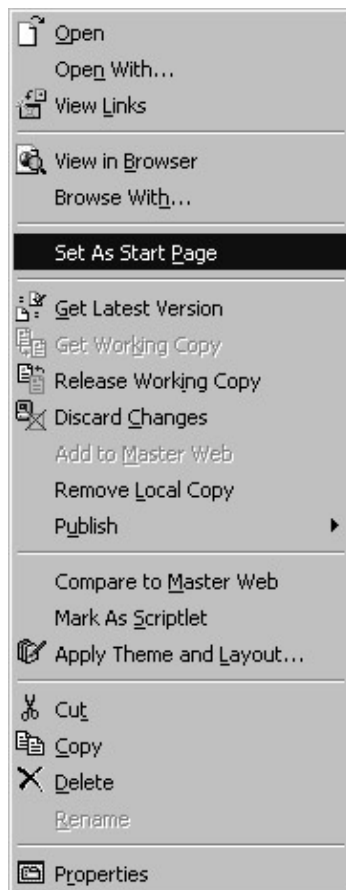 Open
Open With...
View Links
View in Browser
Browse With...
Set As Start Page
Get Latest Version
Get Working Copy
Release Working Copy
Discard Changes
Add to Master Web
Remove Local Copy
Publish
Compare to Master Web
Mark As Scriptlet
Apply Theme and Layout...
Cut
Copy
Delete
Rename
Properties